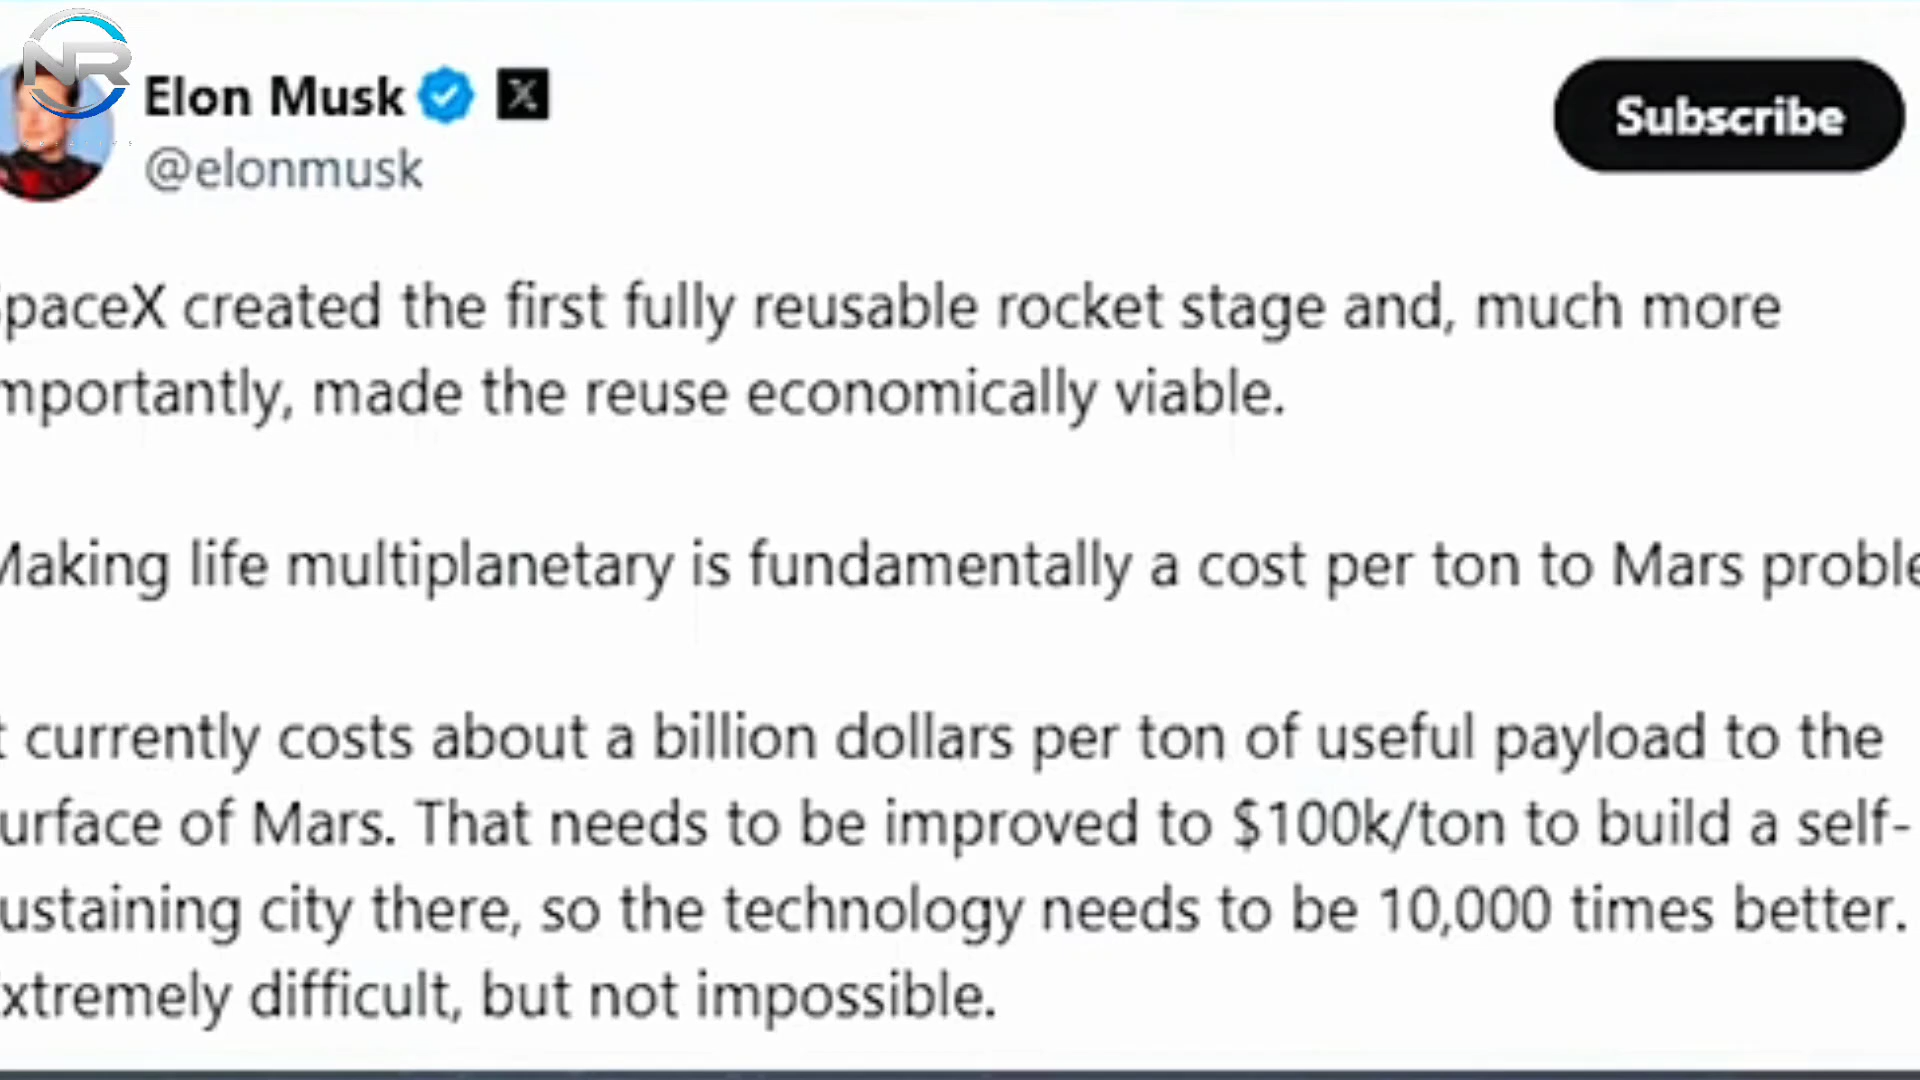 NR
Elon Musk
@elonmusk
Subscribe
SpaceX created the first fully reusable rocket stage and, much more
mportantly, made the reuse economically viable.
Making life multiplanetary is fundamentally a cost per ton to Mars proble
t currently costs about a billion dollars per ton of useful payload to the
urface of Mars. That needs to be improved to $100k/ton to build a self-
ustaining city there, so the technology needs to be 10,000 times better.
xtremely difficult, but not impossible.